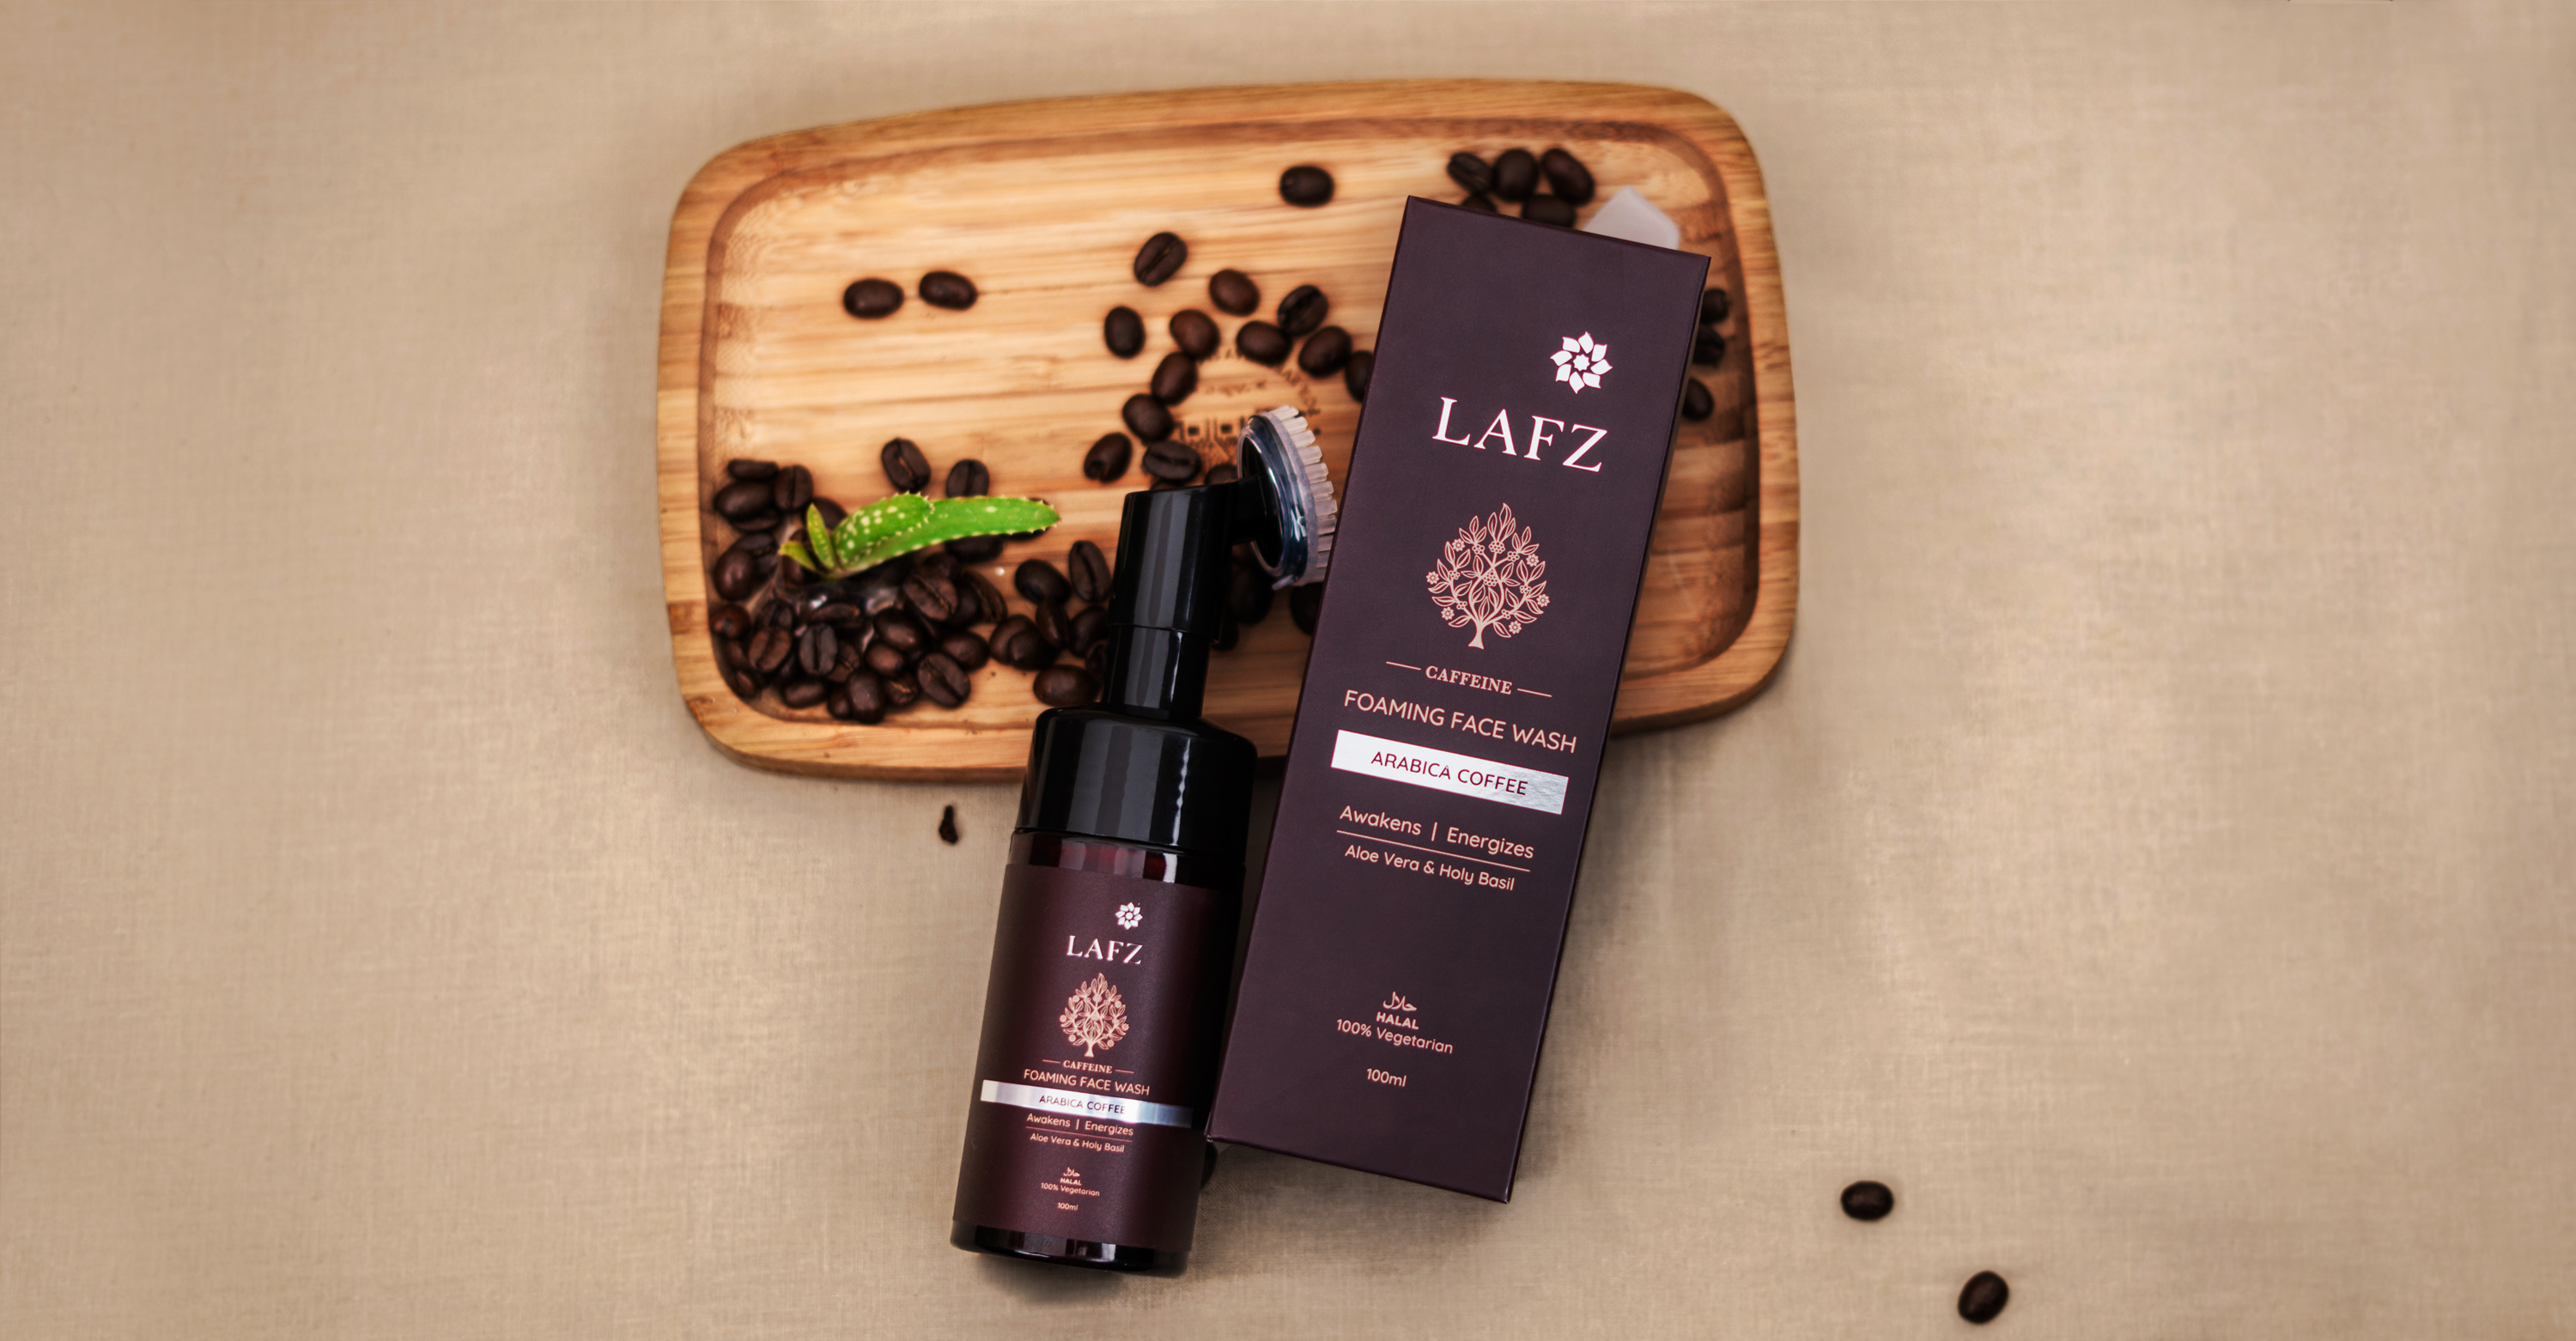 LAFZ
CAFFEINE
FOAMING FACE WASH
ARABICA COFFEE
Awakens | Energizes
Aloe Vera & Holy Basil
حلال
HALAL
100% Vegetarian
100ml
LAFZ
CAFFEINE
FOAMING FACE WASH
ARABICA COFFEE
Awakens | Energizes
Aloe Vera & Holy Basil
حلال
HALAL
100% Vegetarian
100ml